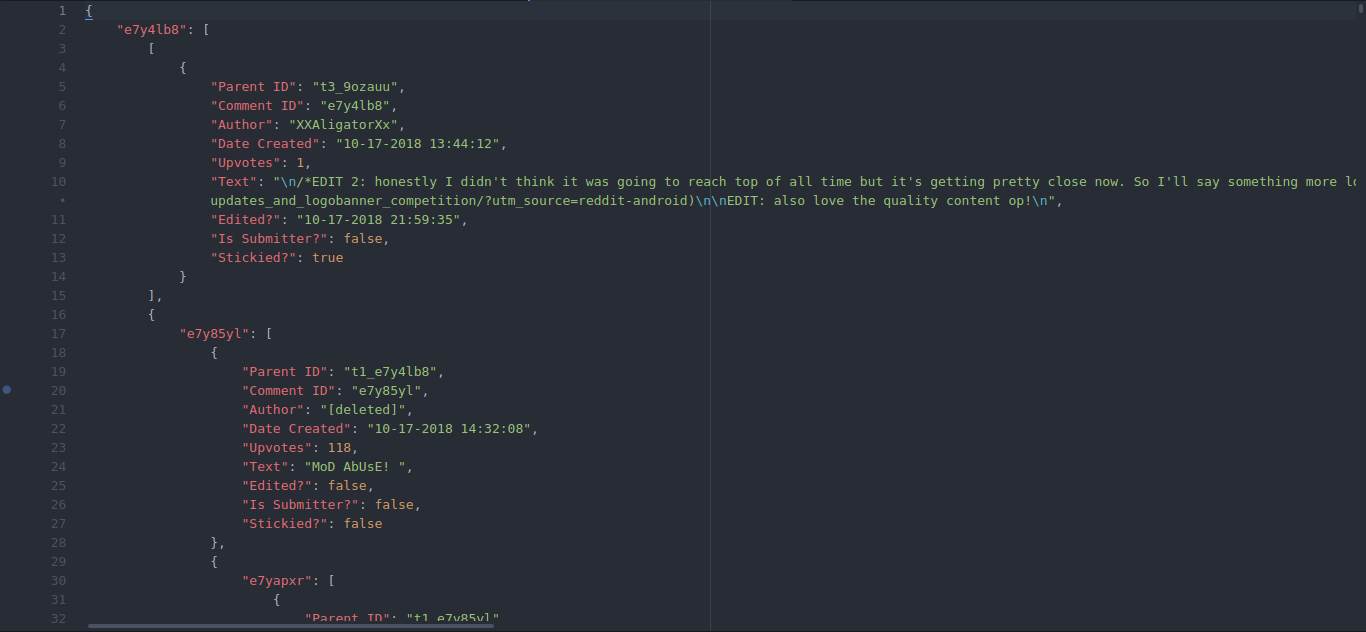 1 {
2 "e7y4lb8": [
3 [
4 {
5 "Parent ID": "t3_9ozauu",
6 "Comment ID": "e7y4lb8",
7 "Author": "XXAligatorXx",
8 "Date Created": "10-17-2018 13:44:12",
9 "Upvotes": 1,
10 "Text": "\n/*EDIT 2: honestly I didn't think it was going to reach top of all time but it's getting pretty close now. So I'll say something more
• updates_and_logobanner_competition/?utm_source=reddit-android)\n\nEDIT: also love the quality content op!\n",
11 "Edited?": "10-17-2018 21:59:35",
12 "Is Submitter?": false,
13 "Stickied?": true
14 }
15 ],
16 {
17 "e7y85yl": [
18 {
19 "Parent ID": "t1_e7y4lb8",
20 "Comment ID": "e7y85yl",
21 "Author": "[deleted]",
22 "Date Created": "10-17-2018 14:32:08",
23 "Upvotes": 118,
24 "Text": "MoD AbUsE! ",
25 "Edited?": false,
26 "Is Submitter?": false,
27 "Stickied?": false
28 },
29 {
30 "e7yapxr": [
31 {
32 "Parent ID": "t1_e7y85yl"